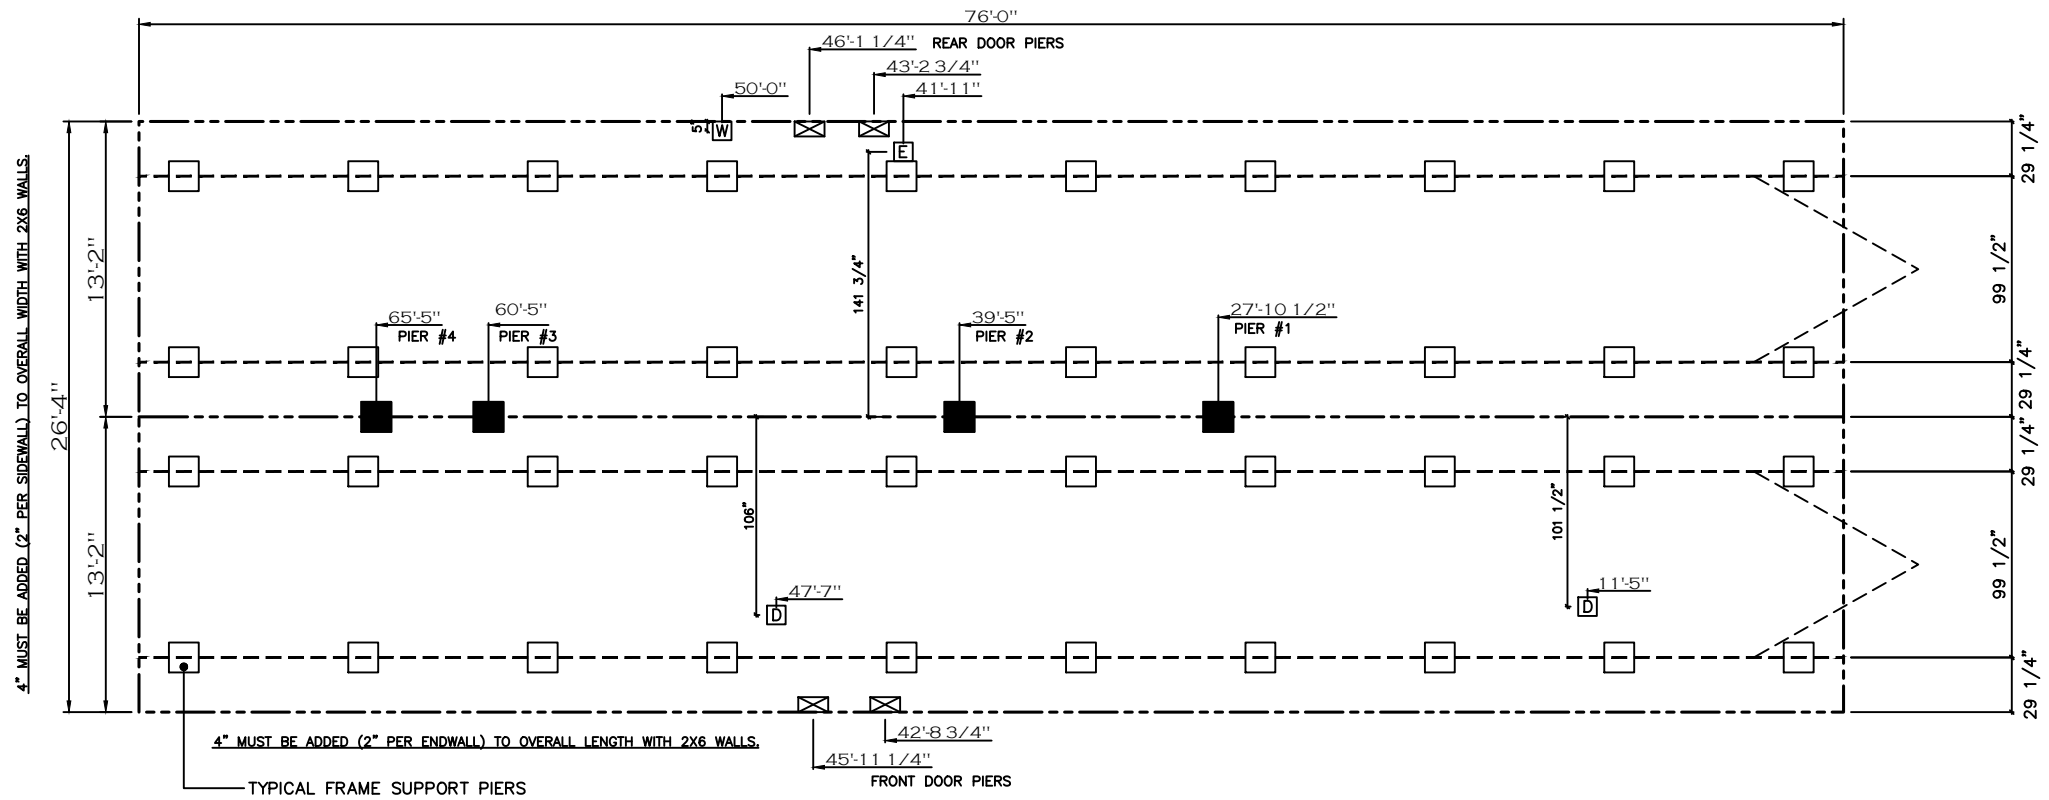 76'-0"
46'-1 1/4" REAR DOOR PIERS
43'-2 3/4"
50'-0"
41'-11"
5"
W
E
29 1/4"
4" MUST BE ADDED (2" PER SIDEWALL) TO OVERALL WIDTH WITH 2X6 WALLS.
13'-2"
141 3/4"
99 1/2"
65'-5"
PIER #4
60'-5"
PIER #3
39'-5"
PIER #2
27'-10 1/2"
PIER #1
29 1/4"
26'-4"
29 1/4"
106"
101 1/2"
13'-2"
99 1/2"
47'-7"
D
11'-5"
D
29 1/4"
4" MUST BE ADDED (2" PER ENDWALL) TO OVERALL LENGTH WITH 2X6 WALLS.
42'-8 3/4"
45'-11 1/4"
FRONT DOOR PIERS
TYPICAL FRAME SUPPORT PIERS